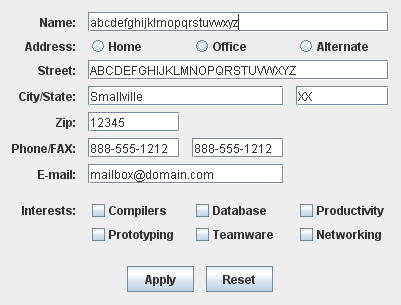 Name: abcdefghijklmopqrstuvwxyz
Address: Home Office Alternate
Street: ABCDEFGHIJKLMNOPQRSTUVWXYZ
City/State: Smallville XX
Zip: 12345
Phone/FAX: 888-555-1212 888-555-1212
E-mail: mailbox@domain.com
Interests: Compilers Database Productivity
Prototyping Teamware Networking
Apply Reset